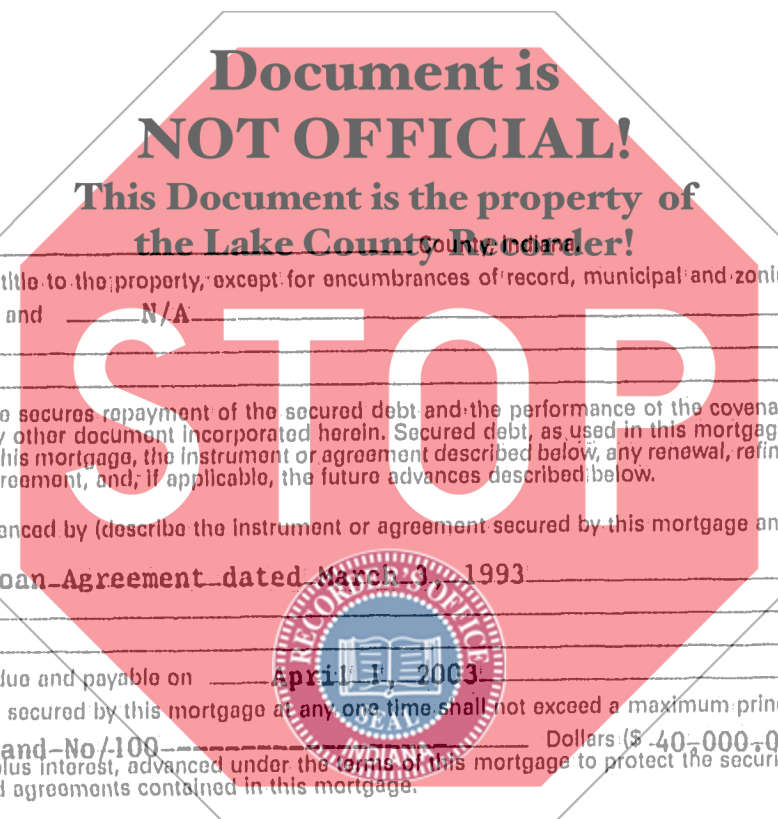 Document is
NOT OFFICIAL!
This Document is the property of
the Lake County Recorder!
County, Indiana.
title to the property, except for encumbrances of record, municipal and zoni
and N/A
STOP
e secures repayment of the secured debt and the performance of the covena
y other document incorporated herein. Secured debt, as used in this mortgag
his mortgage, the instrument or agreement described below, any renewal, refin
reement, and, if applicable, the future advances described below.
enced by (describe the instrument or agreement secured by this mortgage an
oan Agreement dated March 3, 1993
RECORDER'S OFFICE
due and payable on April 1, 2003
secured by this mortgage at any one time shall not exceed a maximum prin
SEAL
INDIANA
and-No/100 Dollars ($ 40-000-0
plus interest, advanced under the terms of this mortgage to protect the securi
d agreements contained in this mortgage.